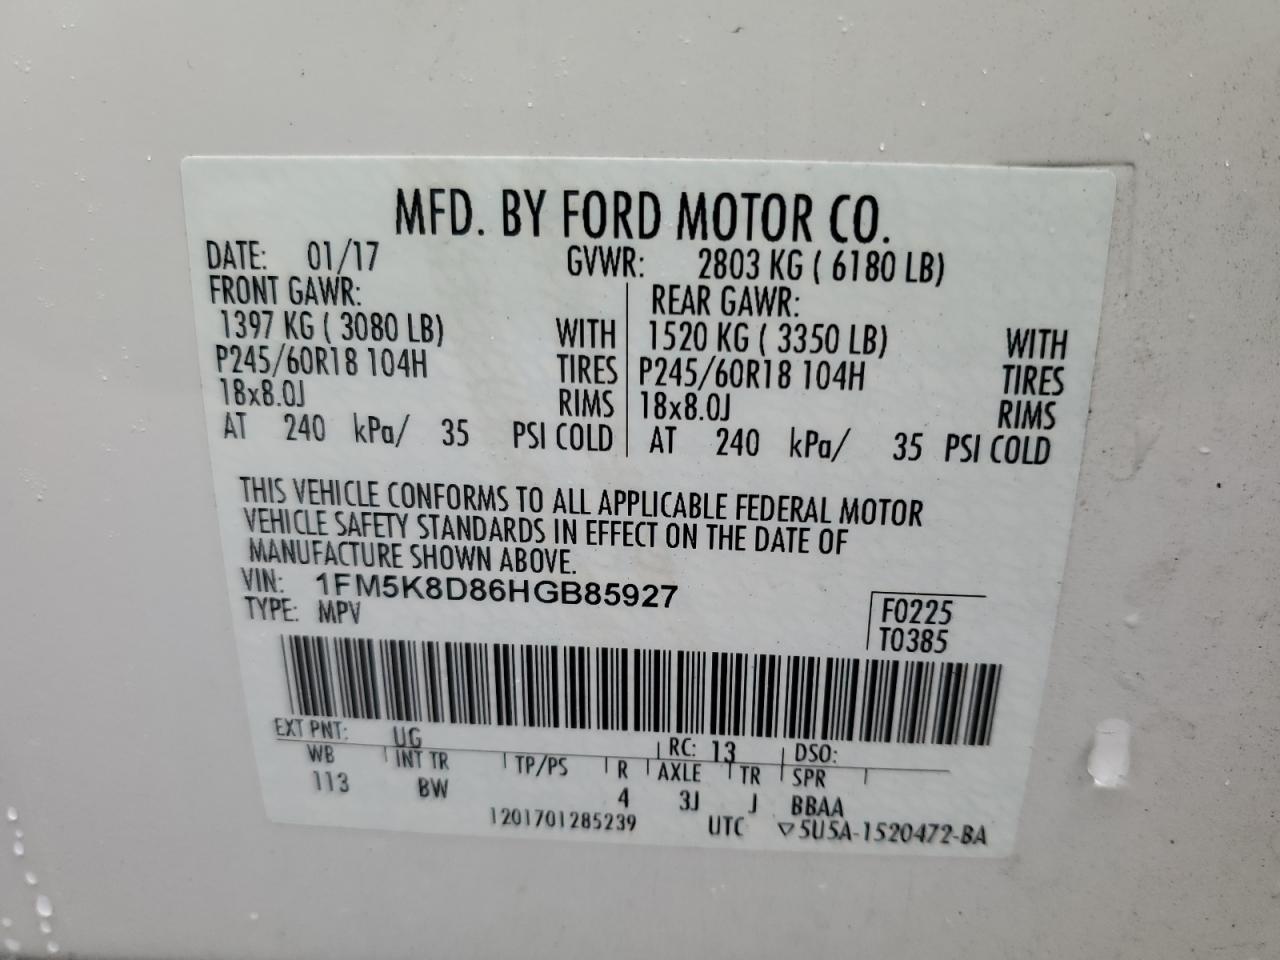 MFD. BY FORD MOTOR CO.
DATE: 01/17 GVWR: 2803 KG ( 6180 LB)
FRONT GAWR: REAR GAWR:
1397 KG ( 3080 LB) WITH 1520 KG ( 3350 LB) WITH
P245/60R18 104H TIRES P245/60R18 104H TIRES
18x8.0J RIMS 18x8.0J RIMS
AT 240 kPa/ 35 PSI COLD AT 240 kPa/ 35 PSI COLD
THIS VEHICLE CONFORMS TO ALL APPLICABLE FEDERAL MOTOR
VEHICLE SAFETY STANDARDS IN EFFECT ON THE DATE OF
MANUFACTURE SHOWN ABOVE.
VIN: 1FM5K8D86HGB85927
TYPE: MPV
F0225
T0385
EXT PNT: UG RC: 13 DSO:
WB INT TR TP/PS R AXLE TR SPR
113 BW 4 3J J BBAA
1201701285239 UTC ▽5U5A-1520472-BA